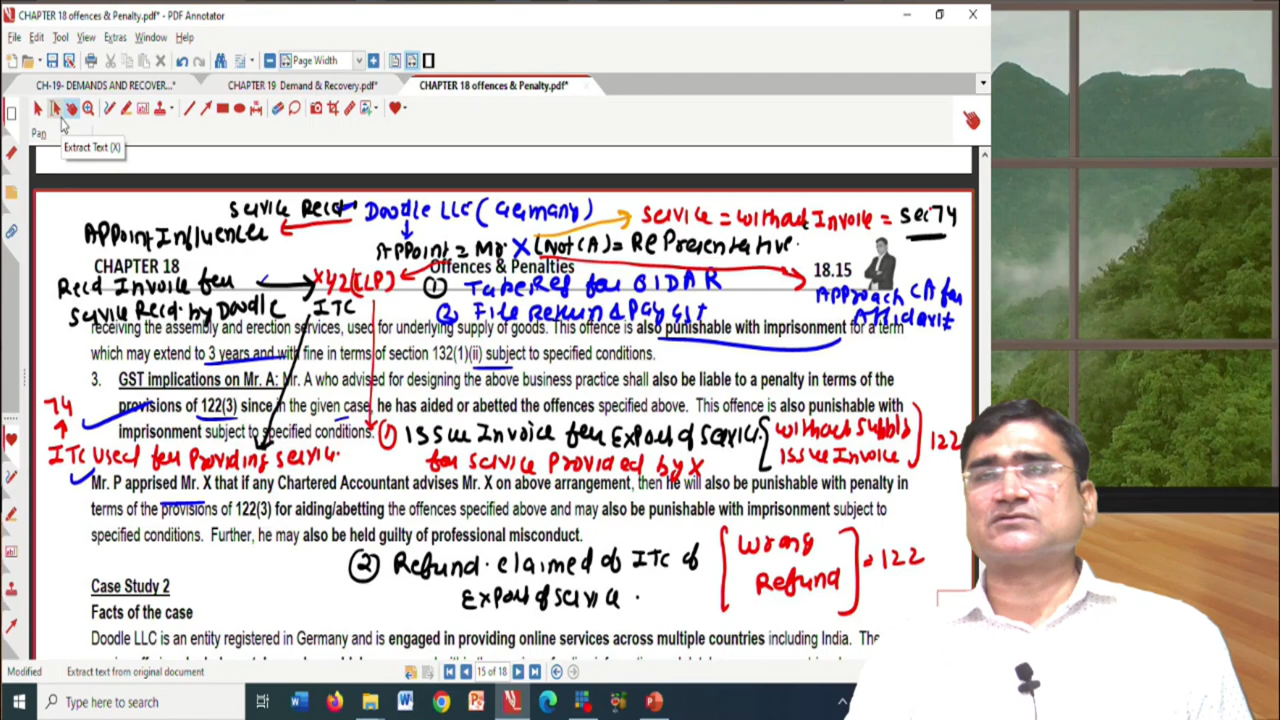 CHAPTER 18 offences & Penalty.pdf* - PDF Annotator
File Edit Tool View Extras Window Help
Page Width
CH-19- DEMANDS AND RECOVER...*
CHAPTER 19 Demand & Recovery.pdf*
CHAPTER 18 offences & Penalty.pdf*
Pan
Extract Text (X)
Service Recd Doodle LLC (Germany)
Service = without Invoice = Sec 74
Appoint Influencer
Appoint = Mr. X (Not CA) = Representative.
CHAPTER 18
Offences & Penalties
18.15
Recd Invoice for XYZ (LLP)
① Take Ref for OIDAR
Approach CA for
Service Recd. by Doodle ITC
② File Return & Pay GST
Affidavit
receiving the assembly and erection services, used for underlying supply of goods. This offence is also punishable with imprisonment for a term
which may extend to 3 years and with fine in terms of section 132(1)(ii) subject to specified conditions.
3. GST implications on Mr. A: Mr. A who advised for designing the above business practice shall also be liable to a penalty in terms of the
provisions of 122(3) since in the given case, he has aided or abetted the offences specified above. This offence is also punishable with
imprisonment subject to specified conditions.
74
① Issue Invoice for Export of Service. without Supply
ITC used for Providing Service.
for service Provided by X
Issue Invoice
122
Mr. P apprised Mr. X that if any Chartered Accountant advises Mr. X on above arrangement, then he will also be punishable with penalty in
terms of the provisions of 122(3) for aiding/abetting the offences specified above and may also be punishable with imprisonment subject to
specified conditions. Further, he may also be held guilty of professional misconduct.
② Refund claimed of ITC of
Export of Service.
Wrong
Refund
= 122
Case Study 2
Facts of the case
Doodle LLC is an entity registered in Germany and is engaged in providing online services across multiple countries including India. The
Modified
Extract text from original document
15 of 18
Type here to search